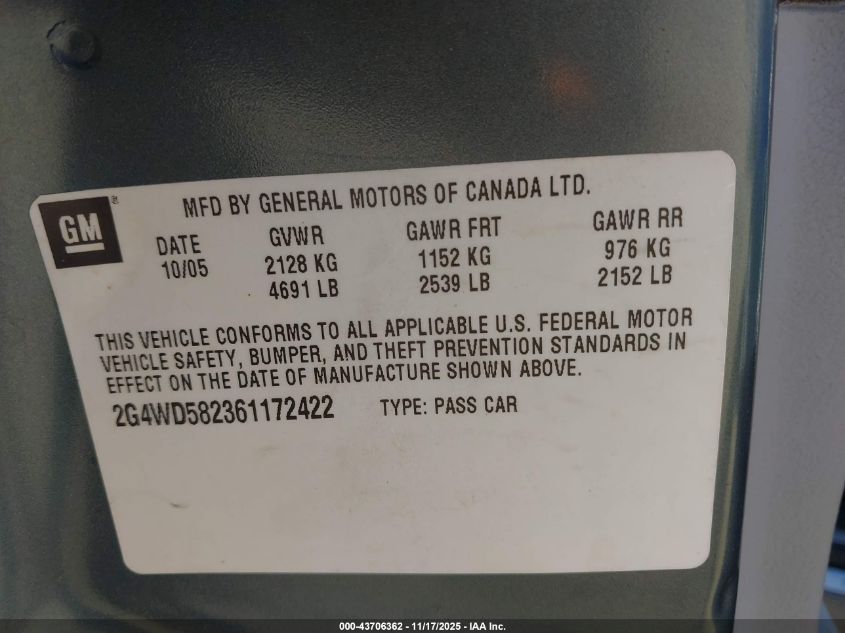 MFD BY GENERAL MOTORS OF CANADA LTD.
GM
DATE GVWR GAWR FRT GAWR RR
10/05 2128 KG 1152 KG 976 KG
4691 LB 2539 LB 2152 LB
THIS VEHICLE CONFORMS TO ALL APPLICABLE U.S. FEDERAL MOTOR
VEHICLE SAFETY, BUMPER, AND THEFT PREVENTION STANDARDS IN
EFFECT ON THE DATE OF MANUFACTURE SHOWN ABOVE.
2G4WD582361172422 TYPE: PASS CAR
000-43706362 - 11/17/2025 - IAA Inc.